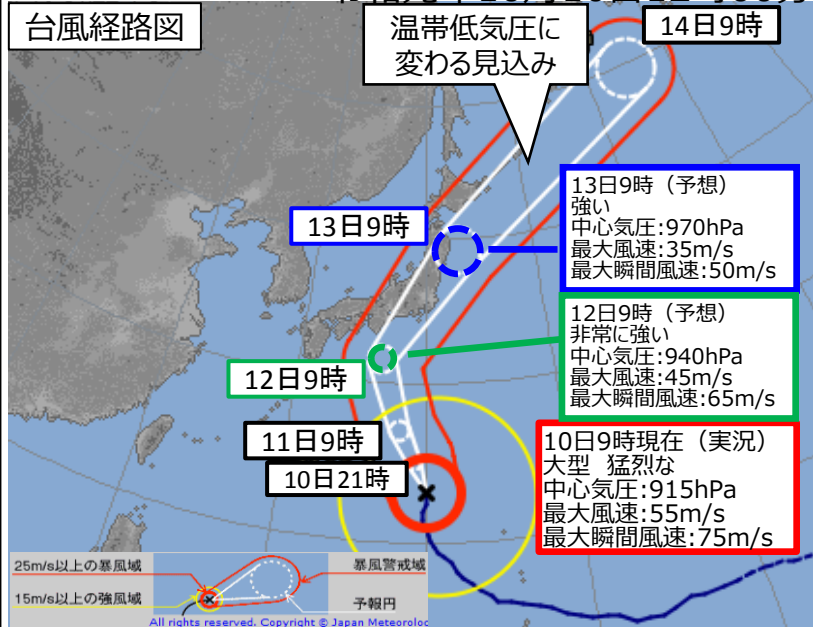 台風経路図
温帯低気圧に
変わる見込み
14日9時
13日9時（予想）
強い
中心気圧:970hPa
最大風速:35m/s
最大瞬間風速:50m/s
13日9時
12日9時（予想）
非常に強い
中心気圧:940hPa
最大風速:45m/s
最大瞬間風速:65m/s
12日9時
11日9時
10日21時
10日9時現在（実況）
大型 猛烈な
中心気圧:915hPa
最大風速:55m/s
最大瞬間風速:75m/s
25m/s以上の暴風域
暴風警戒域
15m/s以上の強風域
予報円
All rights reserved. Copyright © Japan Meteorolo